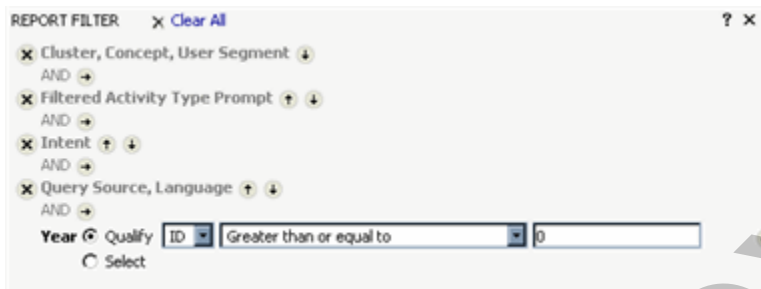 REPORT FILTER Clear All ? X
Cluster, Concept, User Segment
AND
Filtered Activity Type Prompt
AND
Intent
AND
Query Source, Language
AND
Year Qualify ID Greater than or equal to 0
Select